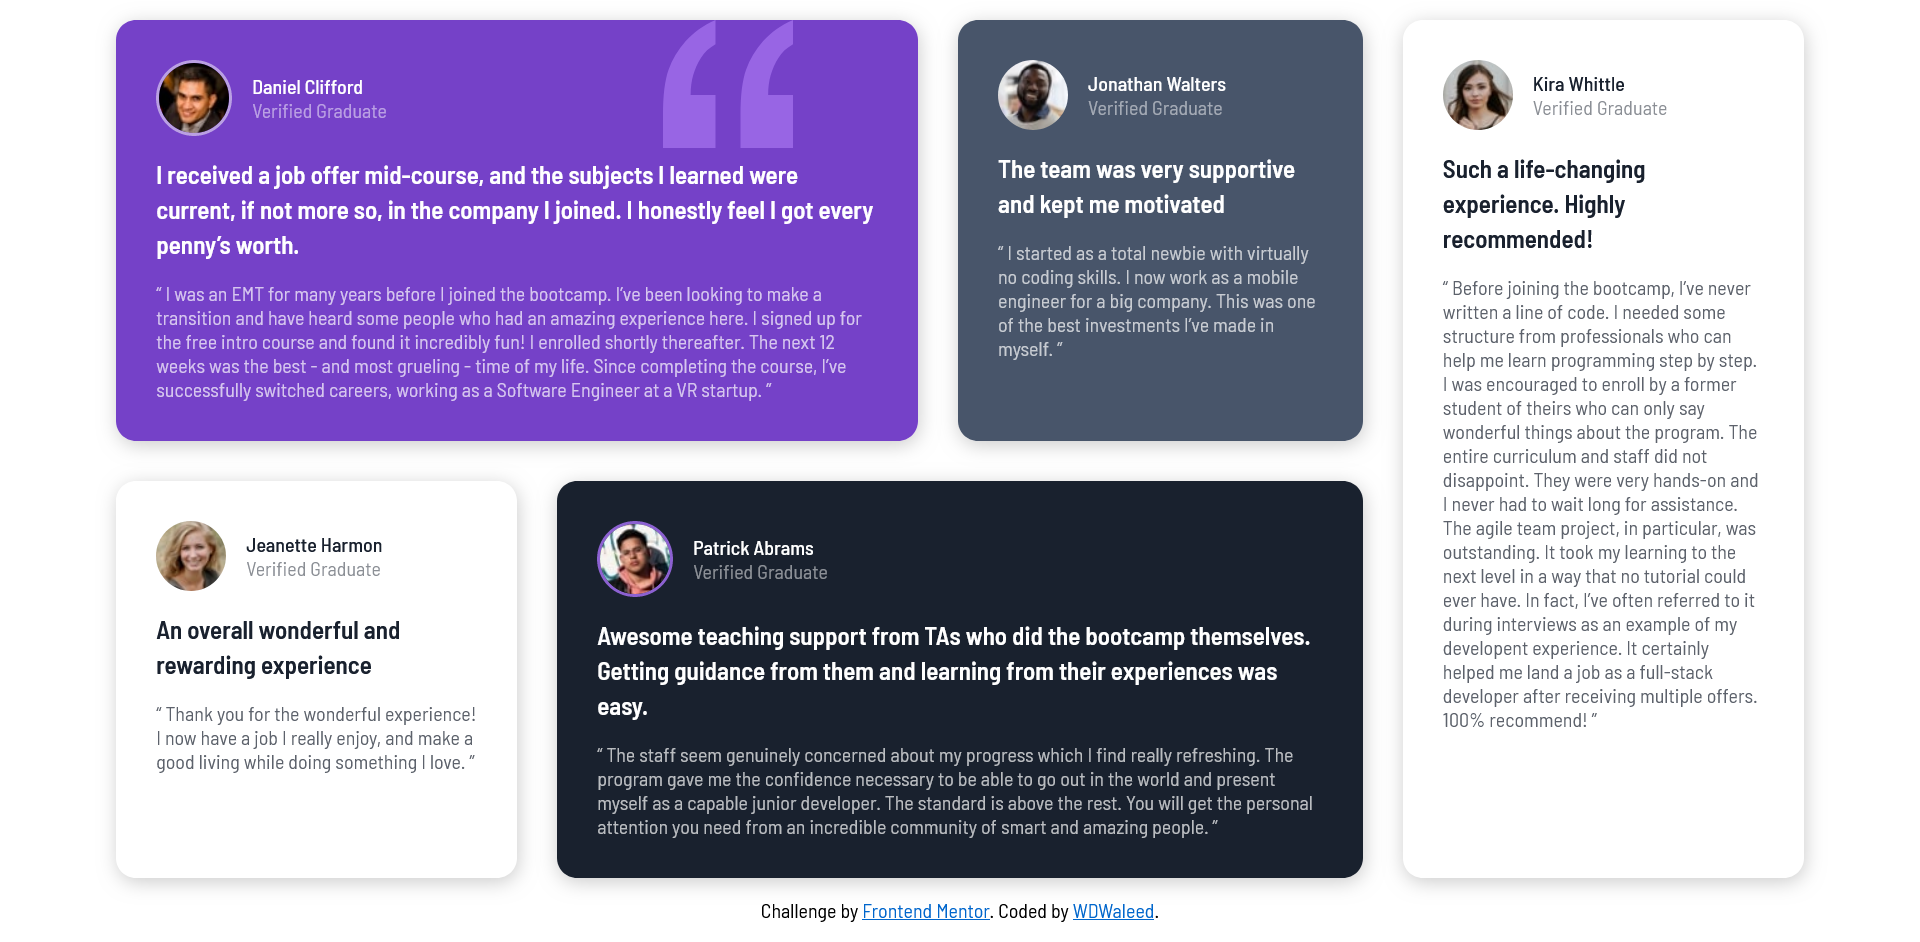 Daniel Clifford
Verified Graduate
I received a job offer mid-course, and the subjects I learned were
current, if not more so, in the company I joined. I honestly feel I got every
penny’s worth.
“ I was an EMT for many years before I joined the bootcamp. I’ve been looking to make a
transition and have heard some people who had an amazing experience here. I signed up for
the free intro course and found it incredibly fun! I enrolled shortly thereafter. The next 12
weeks was the best - and most grueling - time of my life. Since completing the course, I’ve
successfully switched careers, working as a Software Engineer at a VR startup. ”
Jonathan Walters
Verified Graduate
The team was very supportive
and kept me motivated
“ I started as a total newbie with virtually
no coding skills. I now work as a mobile
engineer for a big company. This was one
of the best investments I’ve made in
myself. ”
Kira Whittle
Verified Graduate
Such a life-changing
experience. Highly
recommended!
“ Before joining the bootcamp, I’ve never
written a line of code. I needed some
structure from professionals who can
help me learn programming step by step.
I was encouraged to enroll by a former
student of theirs who can only say
wonderful things about the program. The
entire curriculum and staff did not
disappoint. They were very hands-on and
I never had to wait long for assistance.
The agile team project, in particular, was
outstanding. It took my learning to the
next level in a way that no tutorial could
ever have. In fact, I’ve often referred to it
during interviews as an example of my
developent experience. It certainly
helped me land a job as a full-stack
developer after receiving multiple offers.
100% recommend! ”
Jeanette Harmon
Verified Graduate
An overall wonderful and
rewarding experience
“ Thank you for the wonderful experience!
I now have a job I really enjoy, and make a
good living while doing something I love. ”
Patrick Abrams
Verified Graduate
Awesome teaching support from TAs who did the bootcamp themselves.
Getting guidance from them and learning from their experiences was
easy.
“ The staff seem genuinely concerned about my progress which I find really refreshing. The
program gave me the confidence necessary to be able to go out in the world and present
myself as a capable junior developer. The standard is above the rest. You will get the personal
attention you need from an incredible community of smart and amazing people. ”
Challenge by Frontend Mentor. Coded by WDWaleed.